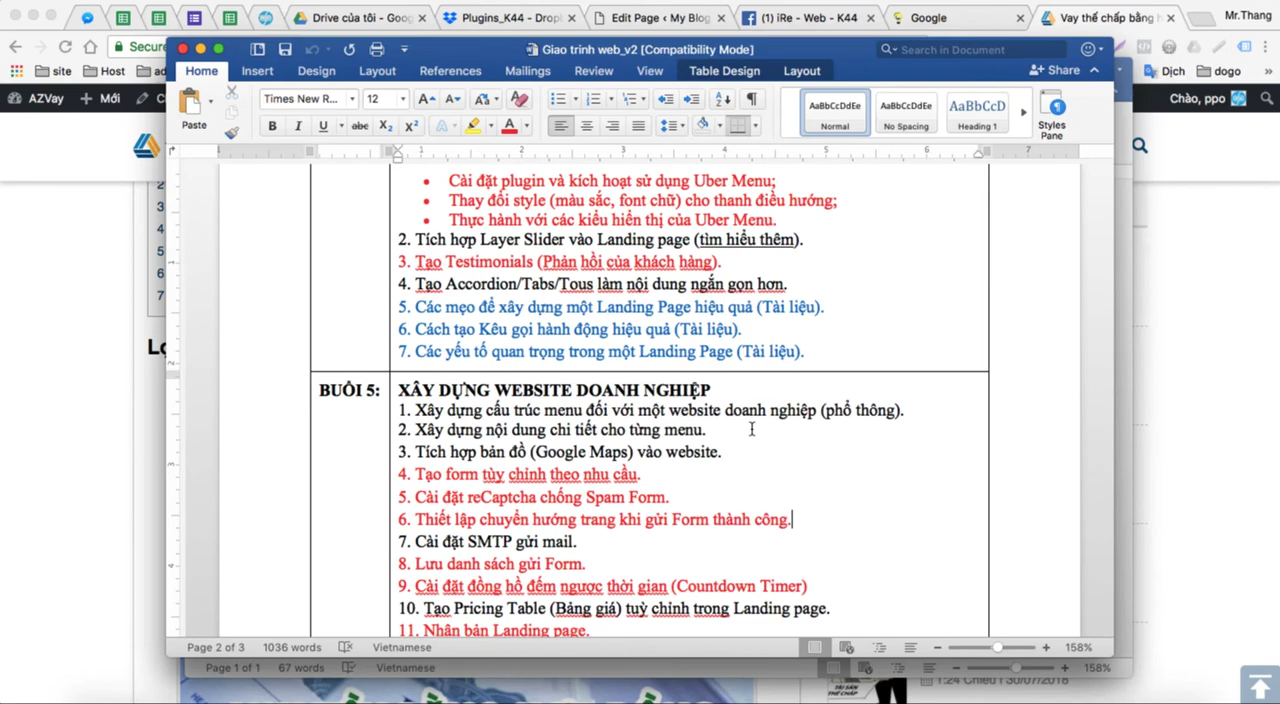 Drive của tôi - Goo
Plugins_K44 - Drop
Edit Page ‹ My Blog
(1) iRe - Web - K44
Google
Vay thế chấp bằng
Mr.Thang
Secure
Giao trinh web_v2 [Compatibility Mode]
Search in Document
site
Host
Dịch
dogo
Home
Insert
Design
Layout
References
Mailings
Review
View
Table Design
Layout
Share
AZVay
Mới
Chào, ppo
Paste
Times New R...
12
AaBbCcDdEe
AaBbCcDdEe
AaBbCcD
Normal
No Spacing
Heading 1
Styles
Pane
• Cài đặt plugin và kích hoạt sử dụng Uber Menu;
• Thay đổi style (màu sắc, font chữ) cho thanh điều hướng;
• Thực hành với các kiểu hiển thị của Uber Menu.
2. Tích hợp Layer Slider vào Landing page (tìm hiểu thêm).
3. Tạo Testimonials (Phản hồi của khách hàng).
4. Tạo Accordion/Tabs/Tous làm nội dung ngắn gọn hơn.
5. Các mẹo để xây dựng một Landing Page hiệu quả (Tài liệu).
6. Cách tạo Kêu gọi hành động hiệu quả (Tài liệu).
7. Các yếu tố quan trọng trong một Landing Page (Tài liệu).
BUỔI 5:
XÂY DỰNG WEBSITE DOANH NGHIỆP
1. Xây dựng cấu trúc menu đối với một website doanh nghiệp (phổ thông).
2. Xây dựng nội dung chi tiết cho từng menu.
3. Tích hợp bản đồ (Google Maps) vào website.
4. Tạo form tùy chỉnh theo nhu cầu.
5. Cài đặt reCaptcha chống Spam Form.
6. Thiết lập chuyển hướng trang khi gửi Form thành công.
7. Cài đặt SMTP gửi mail.
8. Lưu danh sách gửi Form.
9. Cài đặt đồng hồ đếm ngược thời gian (Countdown Timer)
10. Tạo Pricing Table (Bảng giá) tuỳ chỉnh trong Landing page.
11. Nhân bản Landing page.
Page 2 of 3
1036 words
Vietnamese
158%
Page 1 of 1
67 words
Vietnamese
158%
1:24 Chiều | 30/07/2018